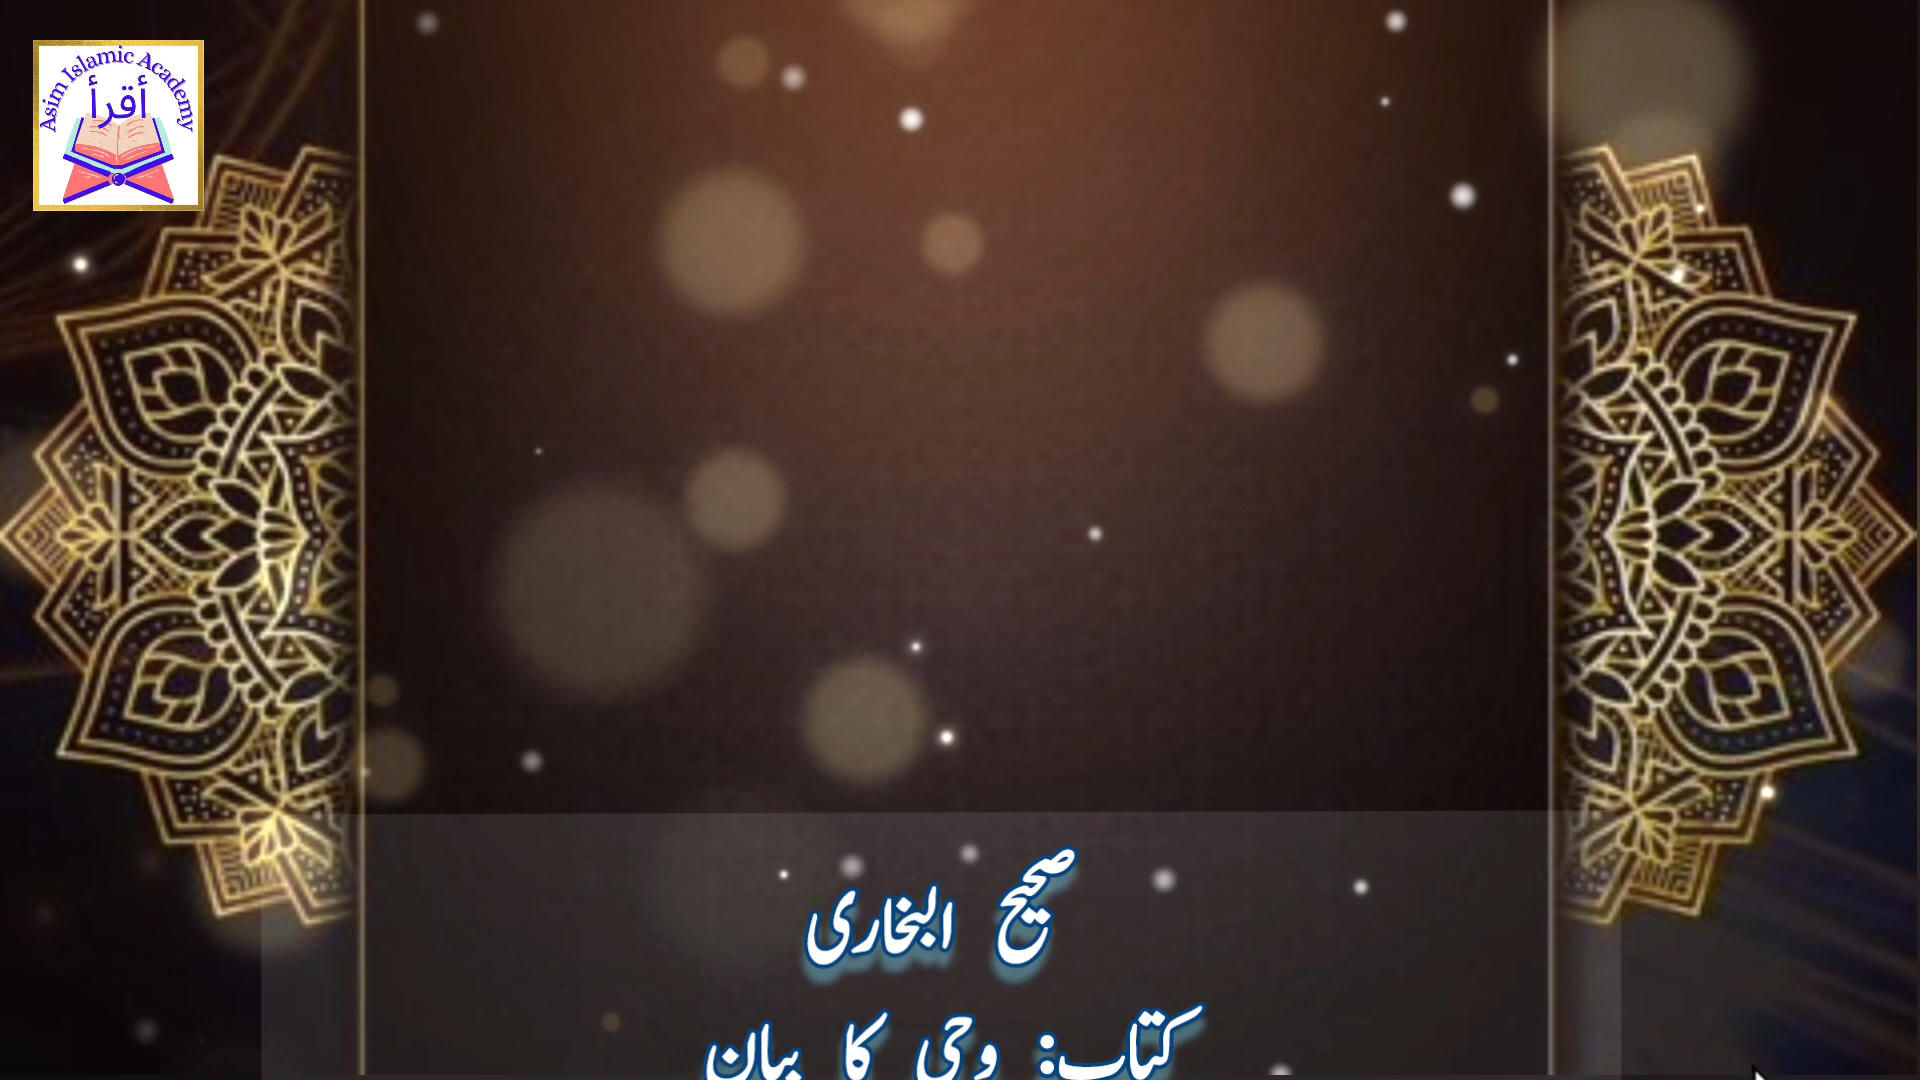 Asim Islamic Academy
أقرأ
صحیح البخاری
کتاب: وحی کا بیان